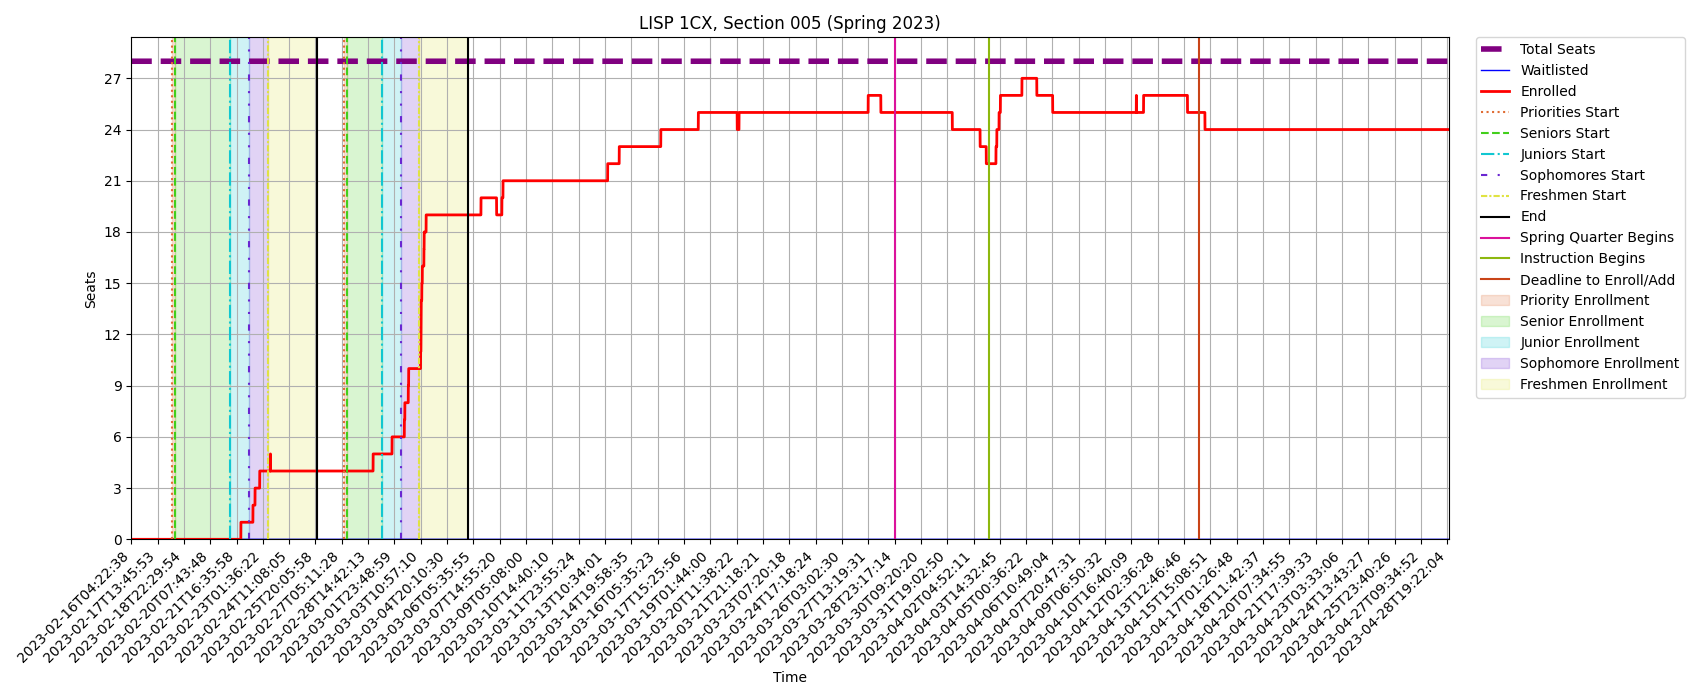 LISP 1CX, Section 005 (Spring 2023)
Seats
27
24
21
18
15
12
9
6
3
0
2023-02-16T04:22:38
2023-02-17T13:45:53
2023-02-18T22:29:54
2023-02-20T07:43:48
2023-02-21T16:35:58
2023-02-23T01:36:22
2023-02-24T11:08:05
2023-02-25T20:05:58
2023-02-27T05:11:28
2023-02-28T14:42:13
2023-03-01T23:48:59
2023-03-03T10:57:10
2023-03-04T20:10:30
2023-03-06T05:35:55
2023-03-07T14:55:20
2023-03-09T05:08:00
2023-03-10T14:40:10
2023-03-11T23:55:24
2023-03-13T10:34:01
2023-03-14T19:58:35
2023-03-16T05:35:23
2023-03-17T15:25:56
2023-03-19T01:44:00
2023-03-20T11:38:22
2023-03-21T21:18:21
2023-03-23T07:20:18
2023-03-24T17:18:24
2023-03-26T03:02:30
2023-03-27T13:19:31
2023-03-28T23:17:14
2023-03-30T09:20:20
2023-03-31T19:02:50
2023-04-02T04:52:11
2023-04-03T14:32:45
2023-04-05T00:36:22
2023-04-06T10:49:04
2023-04-07T20:47:31
2023-04-09T06:50:32
2023-04-10T16:40:09
2023-04-12T02:36:28
2023-04-13T12:46:46
2023-04-15T15:08:51
2023-04-17T01:26:48
2023-04-18T11:42:37
2023-04-20T07:34:55
2023-04-21T17:39:33
2023-04-23T03:33:06
2023-04-24T13:43:27
2023-04-25T23:40:26
2023-04-27T09:34:52
2023-04-28T19:22:04
Time
Total Seats
Waitlisted
Enrolled
Priorities Start
Seniors Start
Juniors Start
Sophomores Start
Freshmen Start
End
Spring Quarter Begins
Instruction Begins
Deadline to Enroll/Add
Priority Enrollment
Senior Enrollment
Junior Enrollment
Sophomore Enrollment
Freshmen Enrollment